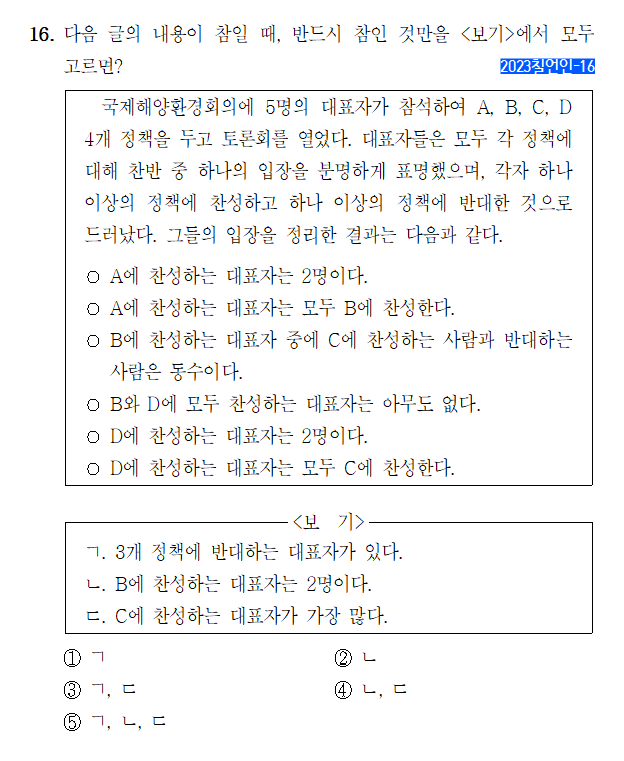 16. 다음 글의 내용이 참일 때, 반드시 참인 것만을 <보기>에서 모두
고르면?
2023칠언인-16
국제해양환경회의에 5명의 대표자가 참석하여 A, B, C, D
4개 정책을 두고 토론회를 열었다. 대표자들은 모두 각 정책에
대해 찬반 중 하나의 입장을 분명하게 표명했으며, 각자 하나
이상의 정책에 찬성하고 하나 이상의 정책에 반대한 것으로
드러났다. 그들의 입장을 정리한 결과는 다음과 같다.
○ A에 찬성하는 대표자는 2명이다.
○ A에 찬성하는 대표자는 모두 B에 찬성한다.
○ B에 찬성하는 대표자 중에 C에 찬성하는 사람과 반대하는
사람은 동수이다.
○ B와 D에 모두 찬성하는 대표자는 아무도 없다.
○ D에 찬성하는 대표자는 2명이다.
○ D에 찬성하는 대표자는 모두 C에 찬성한다.
<보 기>
ㄱ. 3개 정책에 반대하는 대표자가 있다.
ㄴ. B에 찬성하는 대표자는 2명이다.
ㄷ. C에 찬성하는 대표자가 가장 많다.
① ㄱ ② ㄴ
③ ㄱ, ㄷ ④ ㄴ, ㄷ
⑤ ㄱ, ㄴ, ㄷ